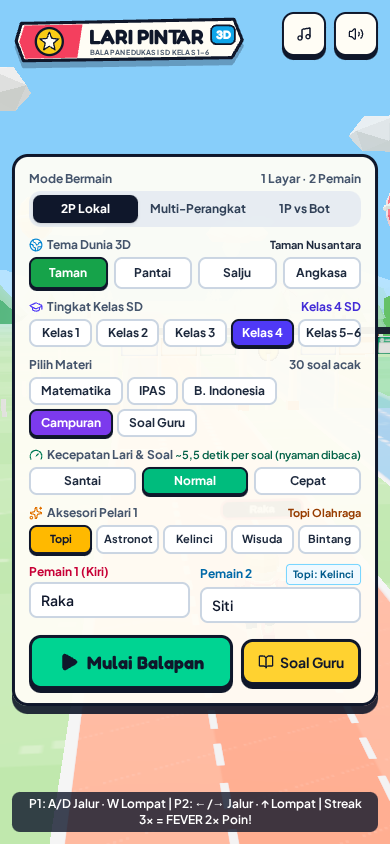 LARI PINTAR 3D
BALAPAN EDUKASI SD KELAS 1–6
Mode Bermain 1 Layar · 2 Pemain
2P Lokal Multi-Perangkat 1P vs Bot
Tema Dunia 3D Taman Nusantara
Taman Pantai Salju Angkasa
Tingkat Kelas SD Kelas 4 SD
Kelas 1 Kelas 2 Kelas 3 Kelas 4 Kelas 5–6
Pilih Materi 30 soal acak
Matematika IPAS B. Indonesia
Campuran Soal Guru
Kecepatan Lari & Soal ~5,5 detik per soal (nyaman dibaca)
Santai Normal Cepat
Aksesori Pelari 1 Topi Olahraga
Topi Astronot Kelinci Wisuda Bintang
Pemain 1 (Kiri) Pemain 2 Topi: Kelinci
Raka Siti
Mulai Balapan Soal Guru
P1: A/D Jalur · W Lompat | P2: ←/→ Jalur · ↑ Lompat | Streak
3× = FEVER 2× Poin!